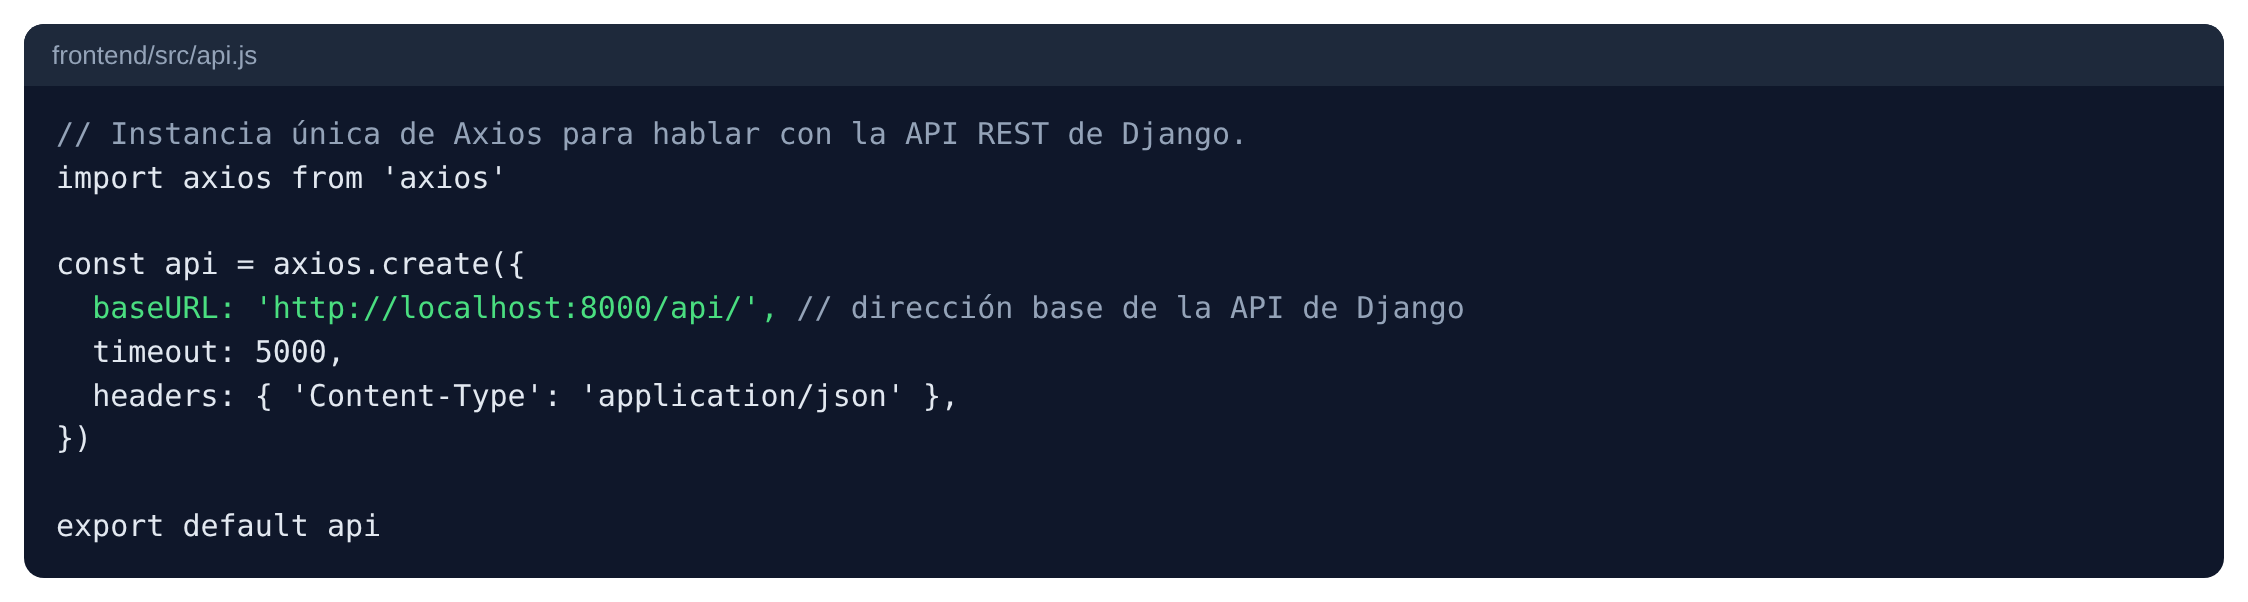 frontend/src/api.js
// Instancia única de Axios para hablar con la API REST de Django.
import axios from 'axios'
const api = axios.create({
  baseURL: 'http://localhost:8000/api/', // dirección base de la API de Django
  timeout: 5000,
  headers: { 'Content-Type': 'application/json' },
})
export default api